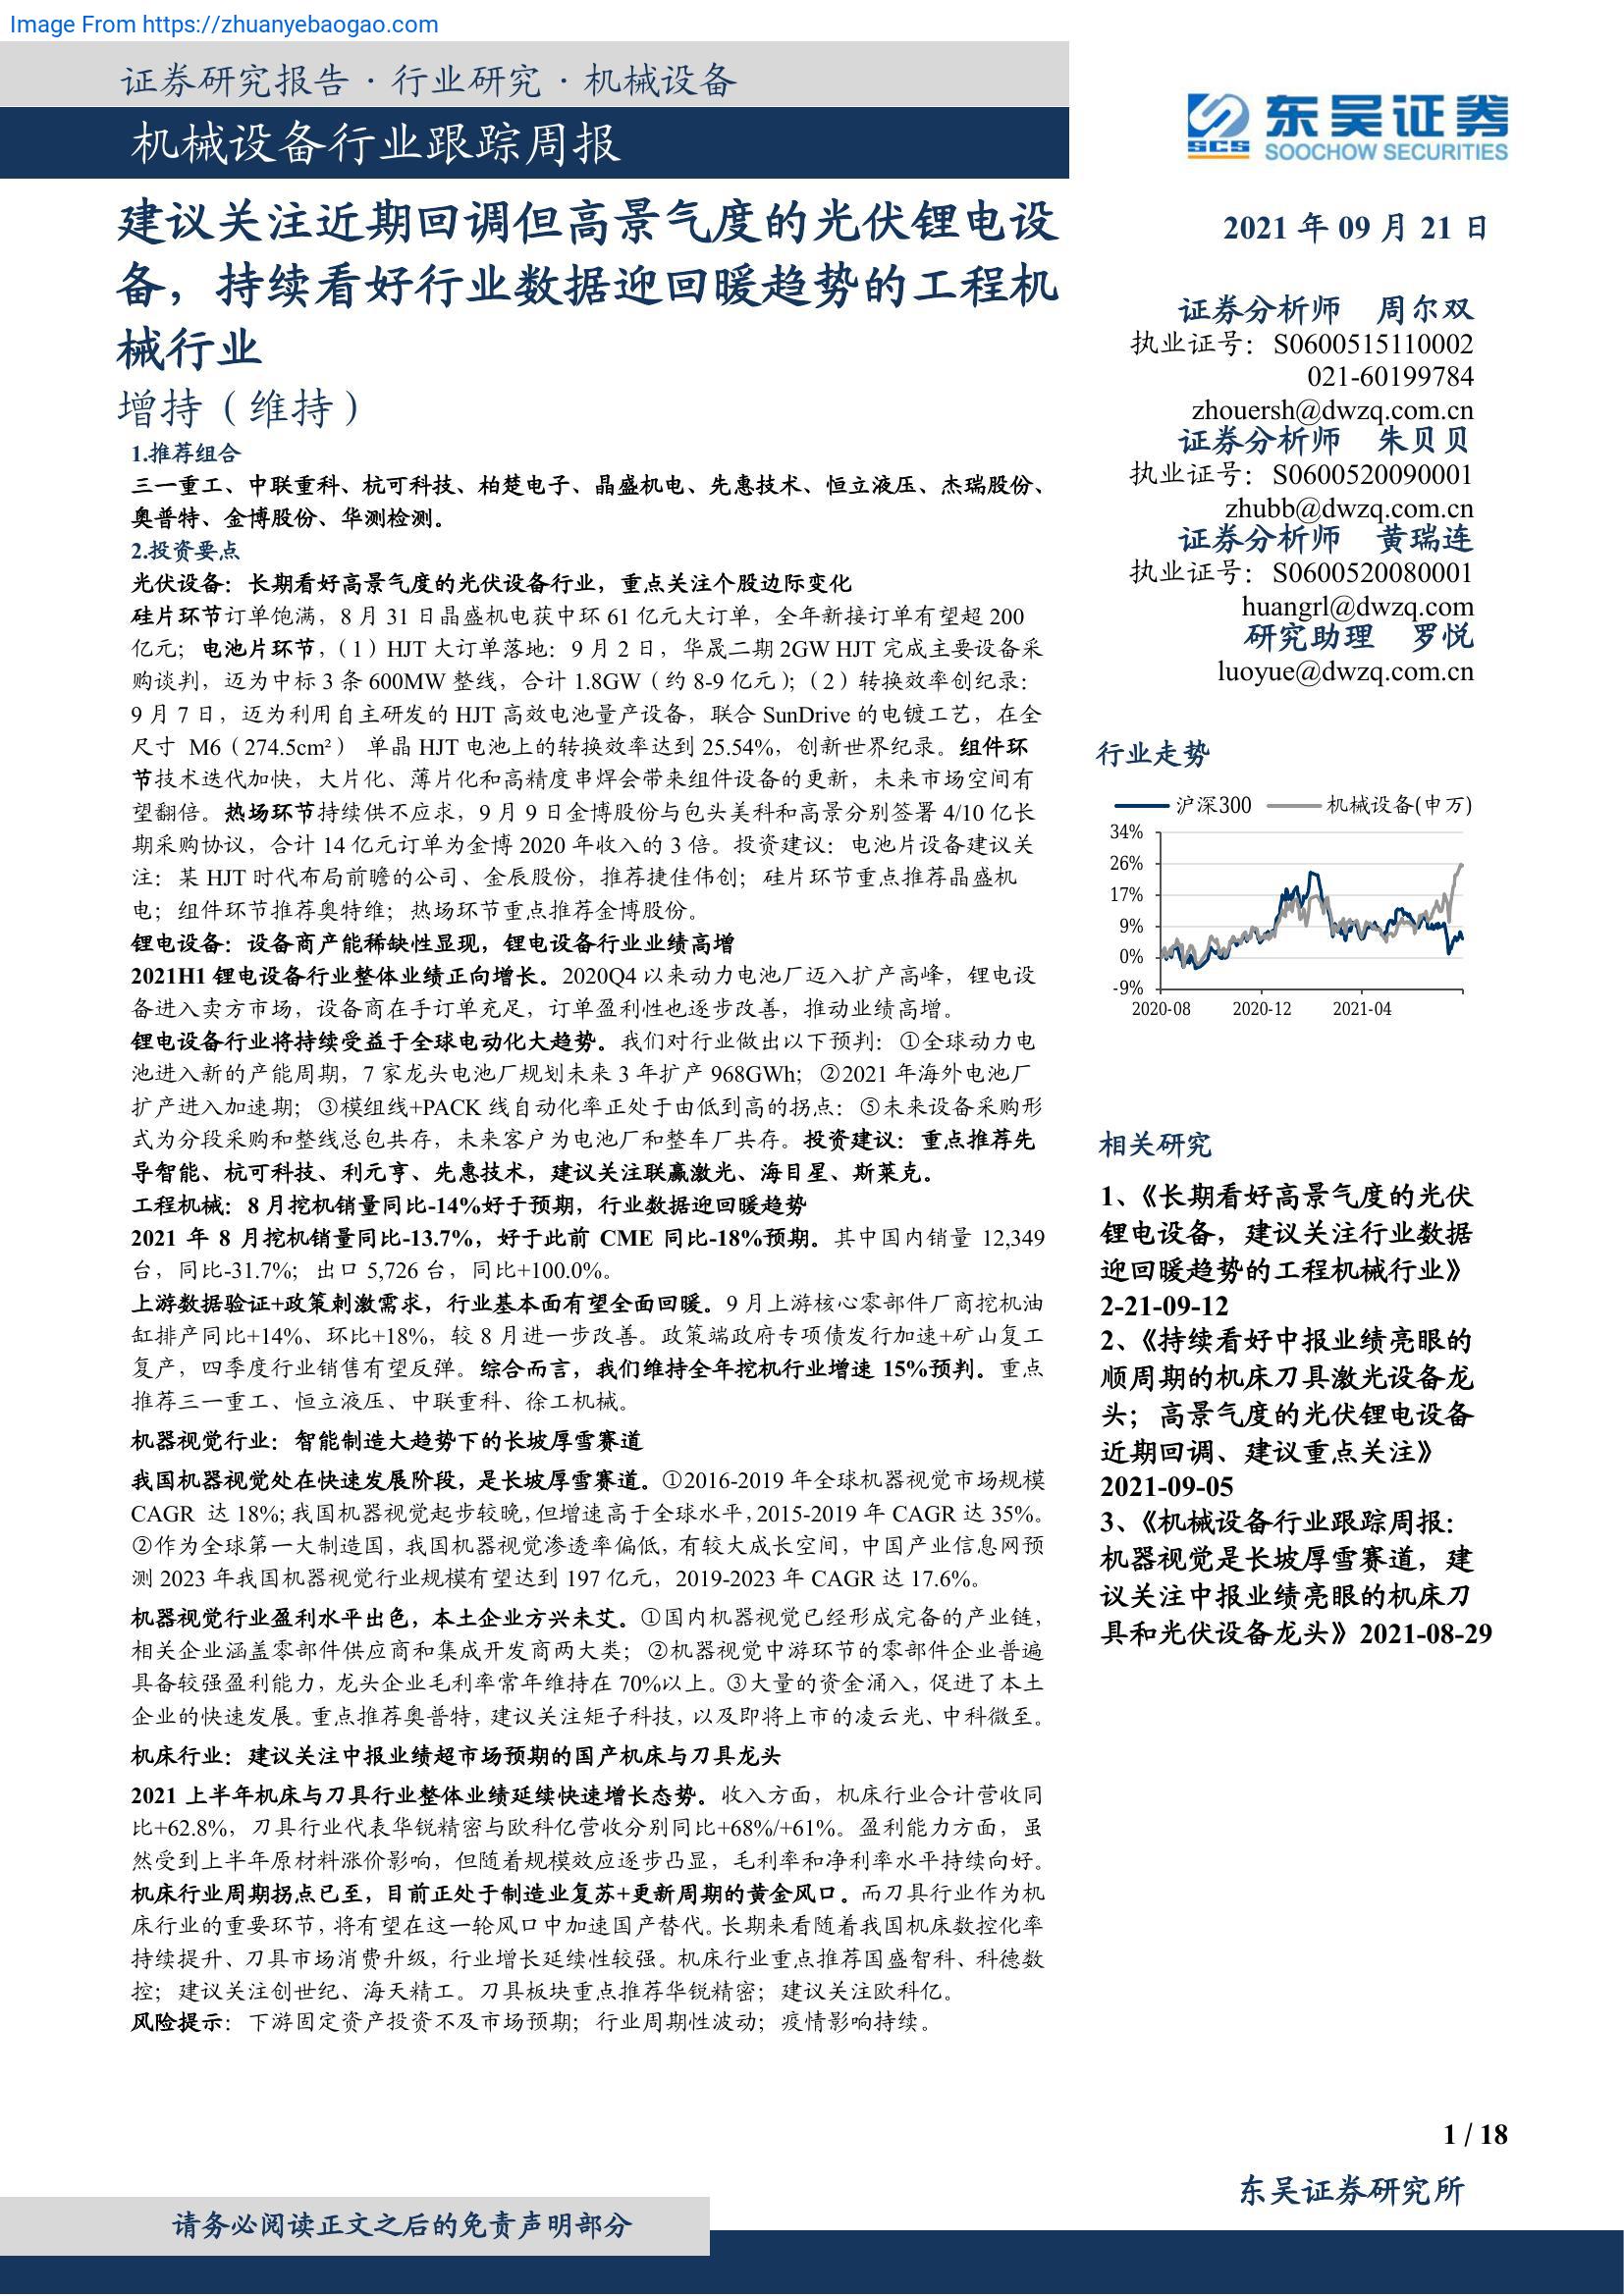 Image From https://zhuanyebaogao.com
证券研究报告·行业研究·机械设备
机械设备行业跟踪周报
建议关注近期回调但高景气度的光伏锂电设
备，持续看好行业数据迎回暖趋势的工程机
械行业
增持（维持）
1.推荐组合
三一重工、中联重科、杭可科技、柏楚电子、晶盛机电、先惠技术、恒立液压、杰瑞股份、
奥普特、金博股份、华测检测。
2.投资要点
光伏设备：长期看好高景气度的光伏设备行业，重点关注个股边际变化
硅片环节订单饱满，8 月 31 日晶盛机电获中环 61 亿元大订单，全年新接订单有望超 200
亿元；电池片环节，（1）HJT 大订单落地：9 月 2 日，华晟二期 2GW HJT 完成主要设备采
购谈判，迈为中标 3 条 600MW 整线，合计 1.8GW（约 8-9 亿元）；（2）转换效率创纪录：
9 月 7 日，迈为利用自主研发的 HJT 高效电池量产设备，联合 SunDrive 的电镀工艺，在全
尺寸 M6（274.5cm²） 单晶 HJT 电池上的转换效率达到 25.54%，创新世界纪录。组件环
节技术迭代加快，大片化、薄片化和高精度串焊会带来组件设备的更新，未来市场空间有
望翻倍。热场环节持续供不应求，9 月 9 日金博股份与包头美科和高景分别签署 4/10 亿长
期采购协议，合计 14 亿元订单为金博 2020 年收入的 3 倍。投资建议：电池片设备建议关
注：某 HJT 时代布局前瞻的公司、金辰股份，推荐捷佳伟创；硅片环节重点推荐晶盛机
电；组件环节推荐奥特维；热场环节重点推荐金博股份。
锂电设备：设备商产能稀缺性显现，锂电设备行业业绩高增
2021H1 锂电设备行业整体业绩正向增长。2020Q4 以来动力电池厂迈入扩产高峰，锂电设
备进入卖方市场，设备商在手订单充足，订单盈利性也逐步改善，推动业绩高增。
锂电设备行业将持续受益于全球电动化大趋势。我们对行业做出以下预判：①全球动力电
池进入新的产能周期，7 家龙头电池厂规划未来 3 年扩产 968GWh；②2021 年海外电池厂
扩产进入加速期；③模组线+PACK 线自动化率正处于由低到高的拐点：⑤未来设备采购形
式为分段采购和整线总包共存，未来客户为电池厂和整车厂共存。投资建议：重点推荐先
导智能、杭可科技、利元亨、先惠技术，建议关注联赢激光、海目星、斯莱克。
工程机械：8 月挖机销量同比-14%好于预期，行业数据迎回暖趋势
2021 年 8 月挖机销量同比-13.7%，好于此前 CME 同比-18%预期。其中国内销量 12,349
台，同比-31.7%；出口 5,726 台，同比+100.0%。
上游数据验证+政策刺激需求，行业基本面有望全面回暖。9 月上游核心零部件厂商挖机油
缸排产同比+14%、环比+18%，较 8 月进一步改善。政策端政府专项债发行加速+矿山复工
复产，四季度行业销售有望反弹。综合而言，我们维持全年挖机行业增速 15%预判。重点
推荐三一重工、恒立液压、中联重科、徐工机械。
机器视觉行业：智能制造大趋势下的长坡厚雪赛道
我国机器视觉处在快速发展阶段，是长坡厚雪赛道。①2016-2019 年全球机器视觉市场规模
CAGR 达 18%；我国机器视觉起步较晚，但增速高于全球水平，2015-2019 年 CAGR 达 35%。
②作为全球第一大制造国，我国机器视觉渗透率偏低，有较大成长空间，中国产业信息网预
测 2023 年我国机器视觉行业规模有望达到 197 亿元，2019-2023 年 CAGR 达 17.6%。
机器视觉行业盈利水平出色，本土企业方兴未艾。①国内机器视觉已经形成完备的产业链，
相关企业涵盖零部件供应商和集成开发商两大类；②机器视觉中游环节的零部件企业普遍
具备较强盈利能力，龙头企业毛利率常年维持在 70%以上。③大量的资金涌入，促进了本土
企业的快速发展。重点推荐奥普特，建议关注矩子科技，以及即将上市的凌云光、中科微至。
机床行业：建议关注中报业绩超市场预期的国产机床与刀具龙头
2021 上半年机床与刀具行业整体业绩延续快速增长态势。收入方面，机床行业合计营收同
比+62.8%，刀具行业代表华锐精密与欧科亿营收分别同比+68%/+61%。盈利能力方面，虽
然受到上半年原材料涨价影响，但随着规模效应逐步凸显，毛利率和净利率水平持续向好。
机床行业周期拐点已至，目前正处于制造业复苏+更新周期的黄金风口。而刀具行业作为机
床行业的重要环节，将有望在这一轮风口中加速国产替代。长期来看随着我国机床数控化率
持续提升、刀具市场消费升级，行业增长延续性较强。机床行业重点推荐国盛智科、科德数
控；建议关注创世纪、海天精工。刀具板块重点推荐华锐精密；建议关注欧科亿。
风险提示：下游固定资产投资不及市场预期；行业周期性波动；疫情影响持续。
SCS 东吴证券
SOOCHOW SECURITIES
2021 年 09 月 21 日
证券分析师 周尔双
执业证号：S0600515110002
021-60199784
zhouersh@dwzq.com.cn
证券分析师 朱贝贝
执业证号：S0600520090001
zhubb@dwzq.com.cn
证券分析师 黄瑞连
执业证号：S0600520080001
huangrl@dwzq.com
研究助理 罗悦
luoyue@dwzq.com.cn
行业走势
沪深300 机械设备(申万)
34%
26%
17%
9%
0%
-9%
2020-08 2020-12 2021-04
相关研究
1、《长期看好高景气度的光伏
锂电设备，建议关注行业数据
迎回暖趋势的工程机械行业》
2-21-09-12
2、《持续看好中报业绩亮眼的
顺周期的机床刀具激光设备龙
头；高景气度的光伏锂电设备
近期回调、建议重点关注》
2021-09-05
3、《机械设备行业跟踪周报：
机器视觉是长坡厚雪赛道，建
议关注中报业绩亮眼的机床刀
具和光伏设备龙头》2021-08-29
1 / 18
东吴证券研究所
请务必阅读正文之后的免责声明部分